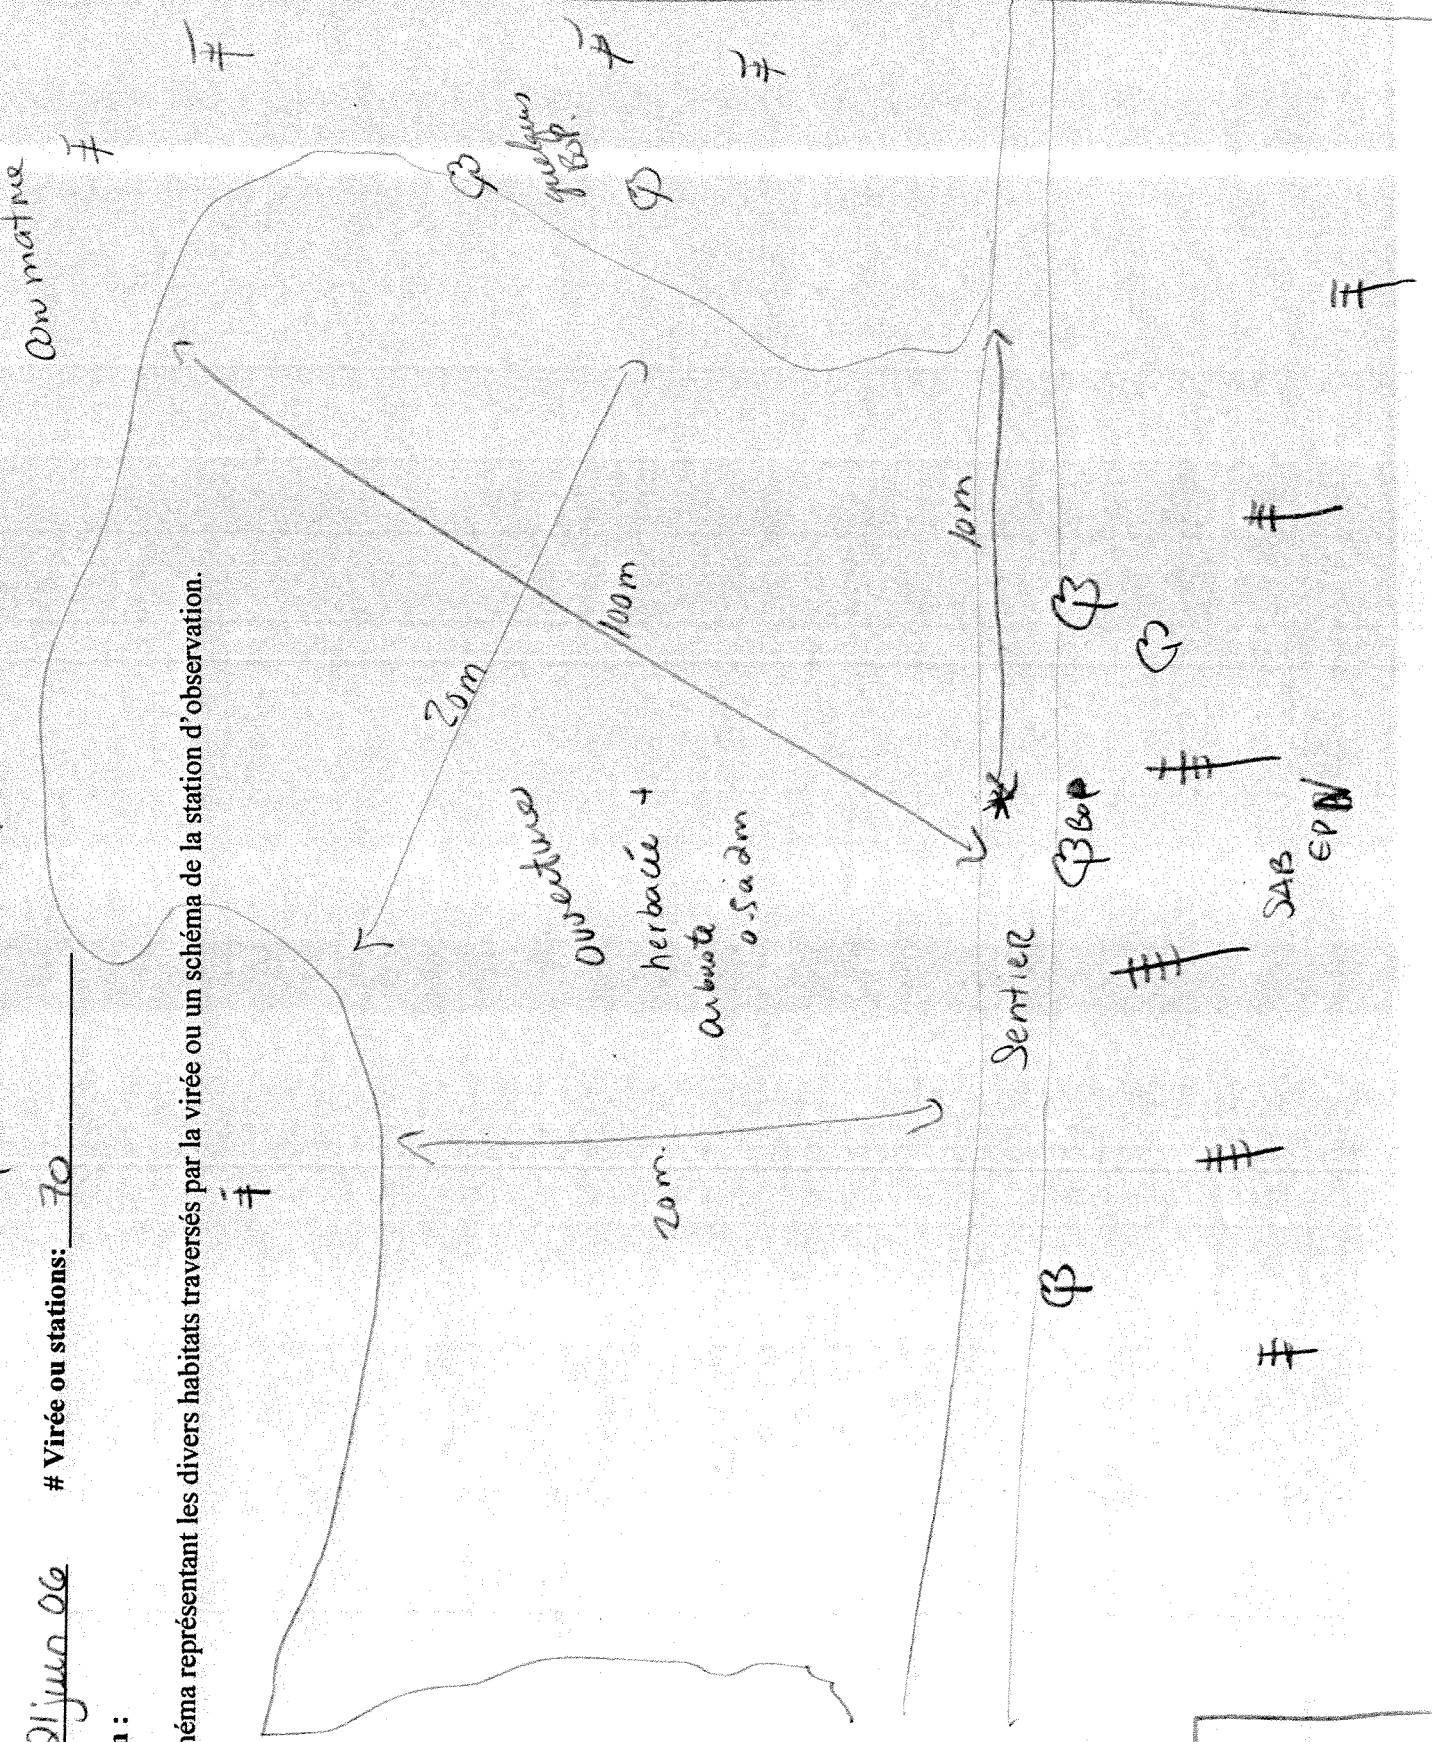 21 juin 06 # Virée ou stations: 70
n :
héma représentant les divers habitats traversés par la virée ou un schéma de la station d'observation.
mature
20m
100m
quelques
Bop.
ouverture
herbacée +
arbuste
0.5 à 2m
20m.
10m
Sentier
Bop
SAB
EPN